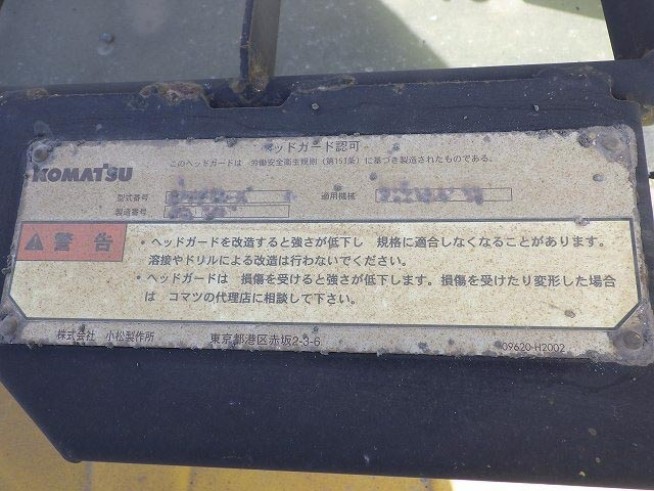 ヘッドガード認可
このヘッドガードは 労働安全衛生規則(第151条)に基づき製造されたものである。
KOMATSU
型式番号 適用機種
製造番号
警告
・ヘッドガードを改造すると強さが低下し 規格に適合しなくなることがあります。
溶接やドリルによる改造は行わないでください。
・ヘッドガードは 損傷を受けると強さが低下します。損傷を受けたり変形した場合
は コマツの代理店に相談して下さい。
株式会社 小松製作所 東京都港区赤坂2-3-6 09620-H2002